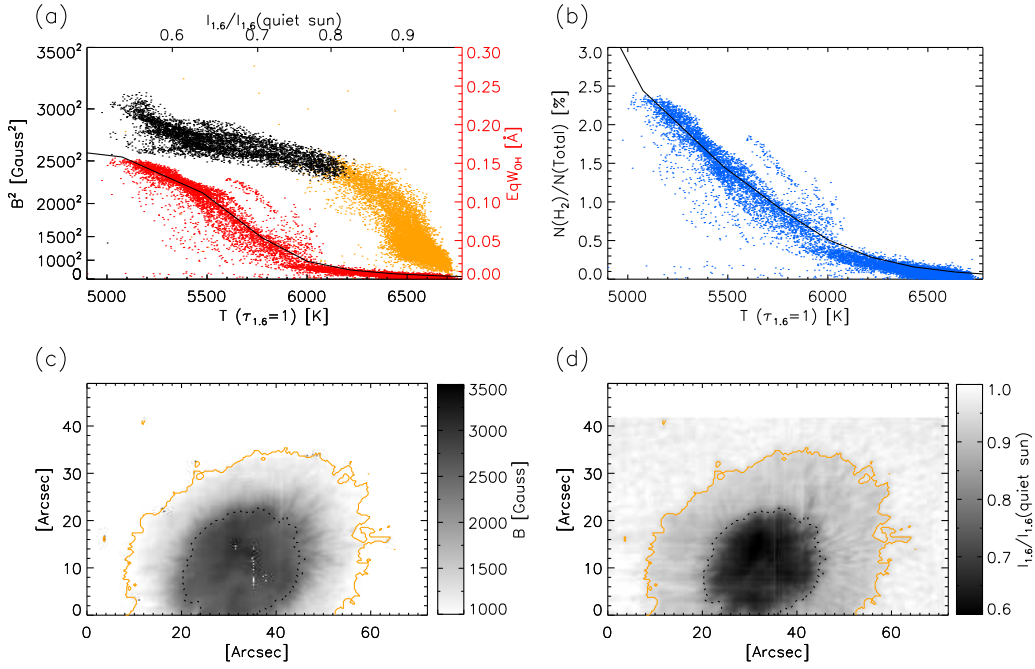 (a)
I1.6/I1.6(quiet sun)
0.6 0.7 0.8 0.9
3000² 2500² 2000² 1500² 1000² 0
B² [Gauss²]
0.30 0.25 0.20 0.15 0.10 0.05 0.00
EqWOH [Å]
5000 5500 6000 6500
T (τ1.6=1) [K]
(b)
3.0 2.5 2.0 1.5 1.0 0.5 0.0
N(H2)/N(Total) [%]
5000 5500 6000 6500
T (τ1.6=1) [K]
(c)
40 30 20 10 0
[Arcsec]
0 20 40 60
[Arcsec]
3500 3000 2500 2000 1500 1000
B [Gauss]
(d)
40 30 20 10 0
[Arcsec]
0 20 40 60
[Arcsec]
1.0 0.9 0.8 0.7 0.6
I1.6/I1.6(quiet sun)